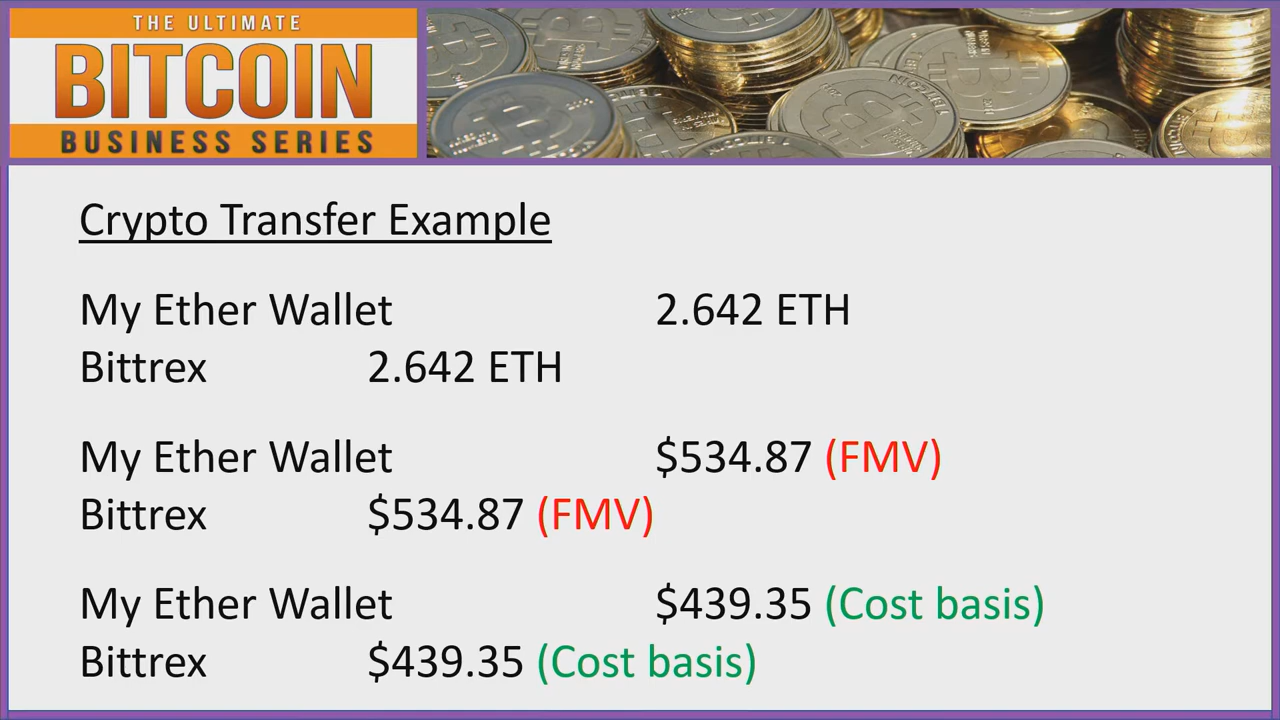 THE ULTIMATE
BITCOIN
BUSINESS SERIES
Crypto Transfer Example
My Ether Wallet 2.642 ETH
Bittrex 2.642 ETH
My Ether Wallet $534.87 (FMV)
Bittrex $534.87 (FMV)
My Ether Wallet $439.35 (Cost basis)
Bittrex $439.35 (Cost basis)